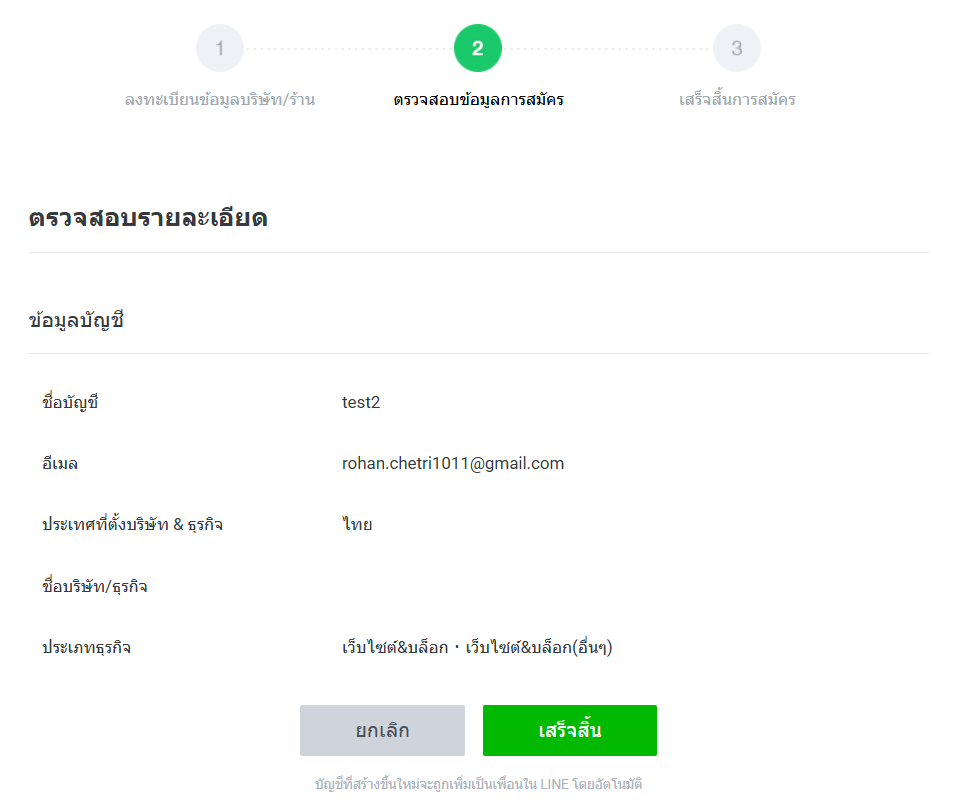 1
2
3
ลงทะเบียนข้อมูลบริษัท/ร้าน
ตรวจสอบข้อมูลการสมัคร
เสร็จสิ้นการสมัคร
ตรวจสอบรายละเอียด
ข้อมูลบัญชี
ชื่อบัญชี test2
อีเมล rohan.chetri1011@gmail.com
ประเทศที่ตั้งบริษัท & ธุรกิจ ไทย
ชื่อบริษัท/ธุรกิจ
ประเภทธุรกิจ เว็บไซต์&บล็อก・เว็บไซต์&บล็อก(อื่นๆ)
ยกเลิก เสร็จสิ้น
บัญชีที่สร้างขึ้นใหม่จะถูกเพิ่มเป็นเพื่อนใน LINE โดยอัตโนมัติ